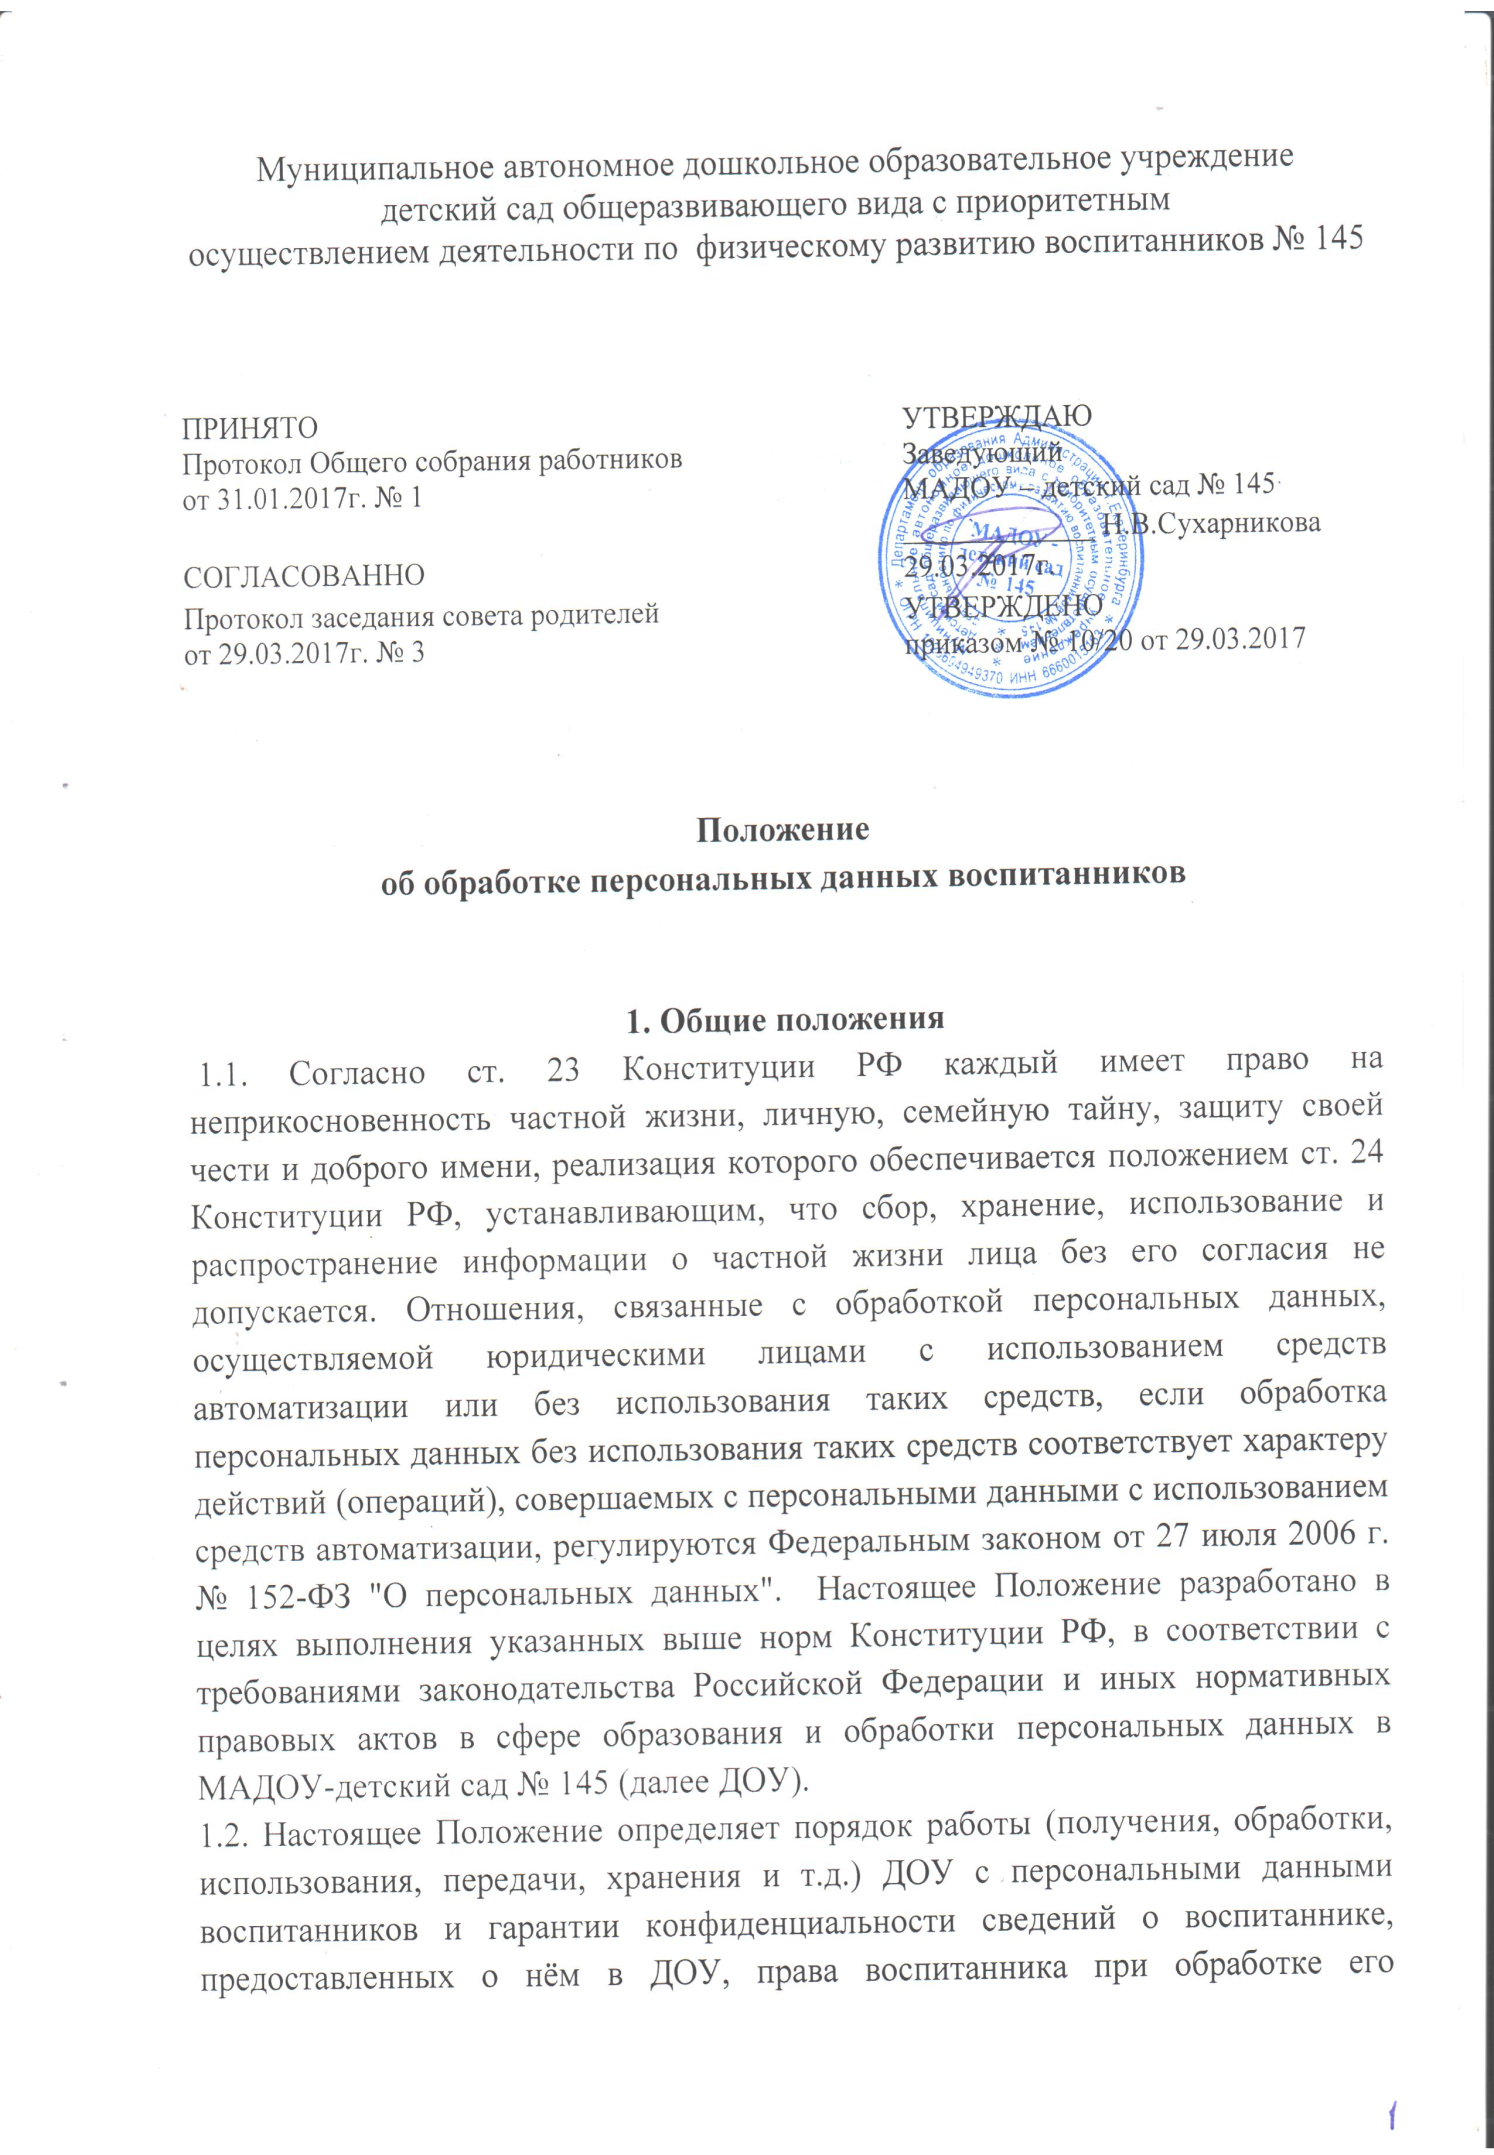 Муниципальное автономное дошкольное образовательное учреждение
детский сад общеразвивающего вида с приоритетным
осуществлением деятельности по физическому развитию воспитанников № 145
ПРИНЯТО
Протокол Общего собрания работников
от 31.01.2017г. № 1
СОГЛАСОВАННО
Протокол заседания совета родителей
от 29.03.2017г. № 3
УТВЕРЖДАЮ
Заведующий
МАДОУ – детский сад № 145
Н.В.Сухарникова
29.03.2017г.
УТВЕРЖДЕНО
приказом № 10/20 от 29.03.2017
МАДОУ -
детский сад
№ 145
Положение
об обработке персональных данных воспитанников
1. Общие положения
1.1. Согласно ст. 23 Конституции РФ каждый имеет право на
неприкосновенность частной жизни, личную, семейную тайну, защиту своей
чести и доброго имени, реализация которого обеспечивается положением ст. 24
Конституции РФ, устанавливающим, что сбор, хранение, использование и
распространение информации о частной жизни лица без его согласия не
допускается. Отношения, связанные с обработкой персональных данных,
осуществляемой юридическими лицами с использованием средств
автоматизации или без использования таких средств, если обработка
персональных данных без использования таких средств соответствует характеру
действий (операций), совершаемых с персональными данными с использованием
средств автоматизации, регулируются Федеральным законом от 27 июля 2006 г.
№ 152-ФЗ "О персональных данных". Настоящее Положение разработано в
целях выполнения указанных выше норм Конституции РФ, в соответствии с
требованиями законодательства Российской Федерации и иных нормативных
правовых актов в сфере образования и обработки персональных данных в
МАДОУ-детский сад № 145 (далее ДОУ).
1.2. Настоящее Положение определяет порядок работы (получения, обработки,
использования, передачи, хранения и т.д.) ДОУ с персональными данными
воспитанников и гарантии конфиденциальности сведений о воспитаннике,
предоставленных о нём в ДОУ, права воспитанника при обработке его
1